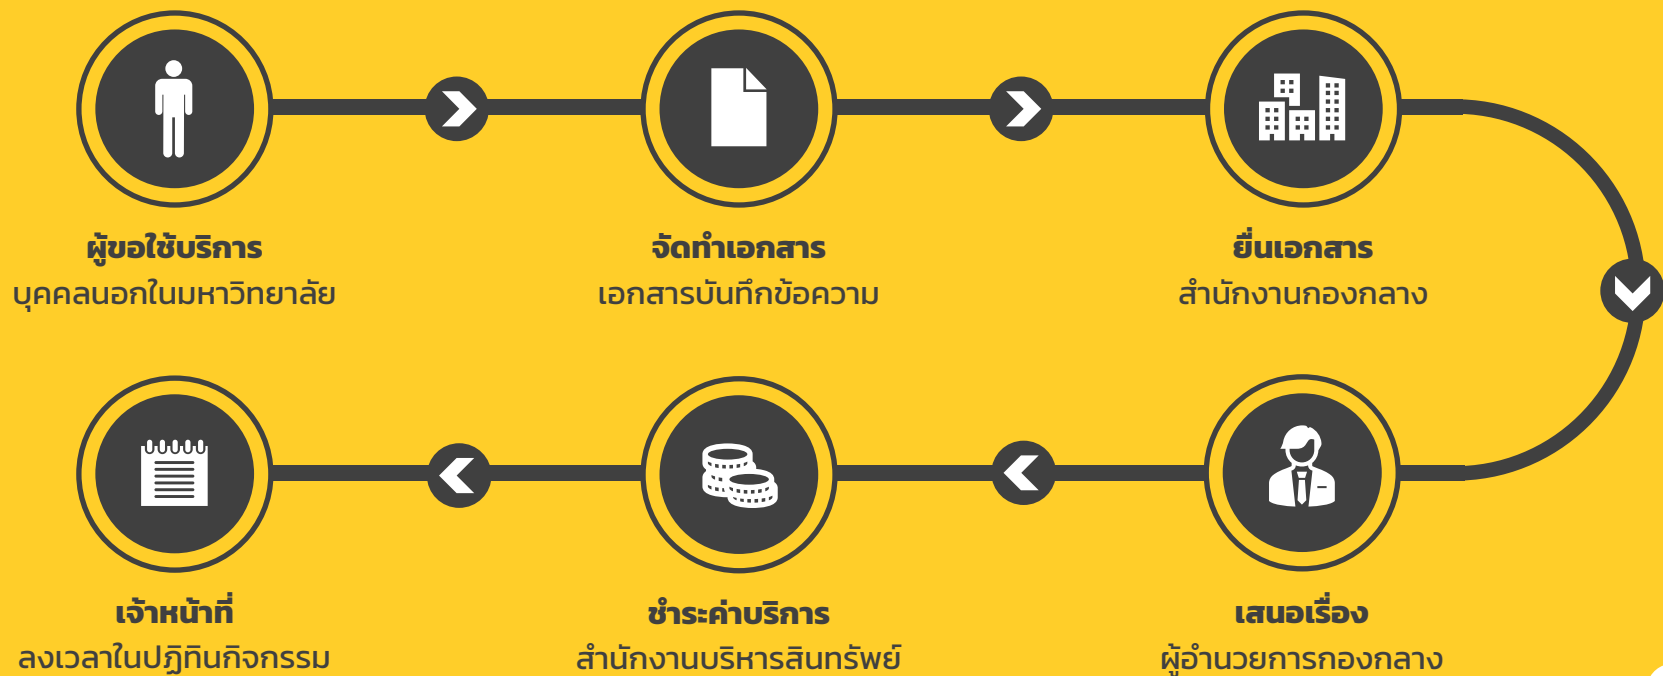 ผู้ขอใช้บริการ
บุคคลนอกในมหาวิทยาลัย
จัดทำเอกสาร
เอกสารบันทึกข้อความ
ยื่นเอกสาร
สำนักงานกองกลาง
เสนอเรื่อง
ผู้อำนวยการกองกลาง
ชำระค่าบริการ
สำนักงานบริหารสินทรัพย์
เจ้าหน้าที่
ลงเวลาในปฏิทินกิจกรรม